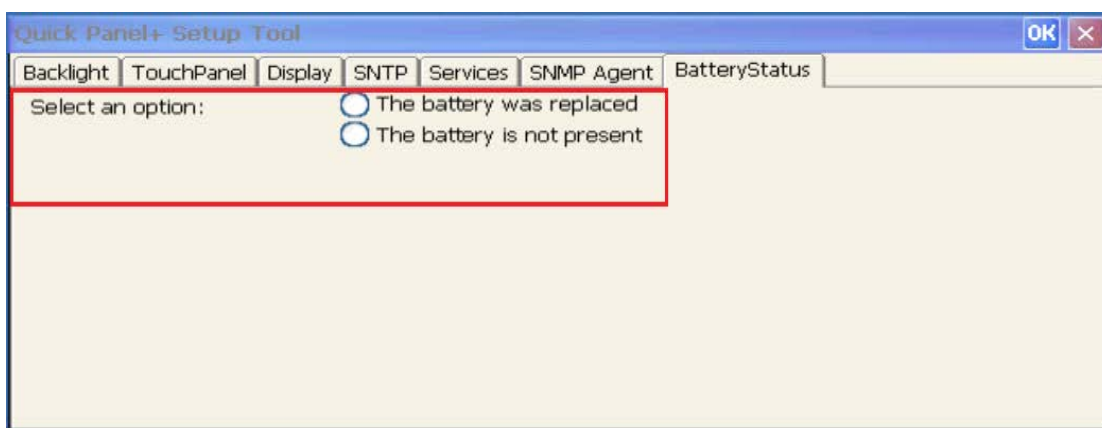 Quick Panel+ Setup Tool OK
Backlight TouchPanel Display SNTP Services SNMP Agent BatteryStatus
Select an option: The battery was replaced
The battery is not present